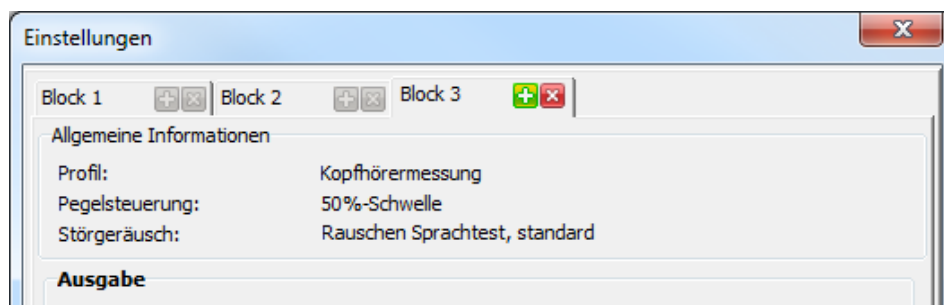 Einstellungen
Block 1 Block 2 Block 3
Allgemeine Informationen
Profil: Kopfhörermessung
Pegelsteuerung: 50%-Schwelle
Störgeräusch: Rauschen Sprachtest, standard
Ausgabe